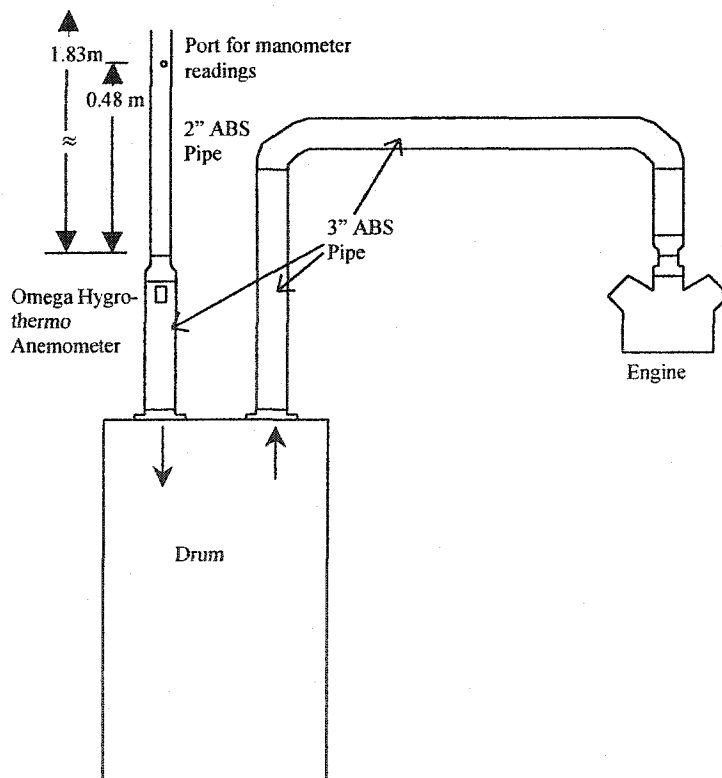 1.83m
Port for manometer
readings
0.48 m
≈
2” ABS
Pipe
3” ABS
Pipe
Omega Hygro-
thermo
Anemometer
Engine
Drum